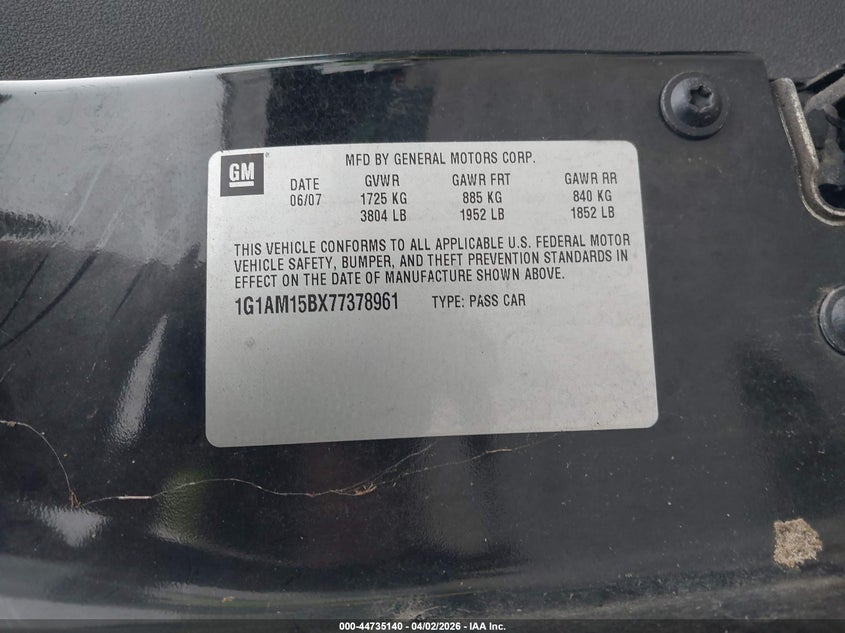 GM
MFD BY GENERAL MOTORS CORP.
DATE GVWR GAWR FRT GAWR RR
06/07 1725 KG 885 KG 840 KG
3804 LB 1952 LB 1852 LB
THIS VEHICLE CONFORMS TO ALL APPLICABLE U.S. FEDERAL MOTOR
VEHICLE SAFETY, BUMPER, AND THEFT PREVENTION STANDARDS IN
EFFECT ON THE DATE OF MANUFACTURE SHOWN ABOVE.
1G1AM15BX77378961 TYPE: PASS CAR
000-44735140 - 04/02/2026 - IAA Inc.